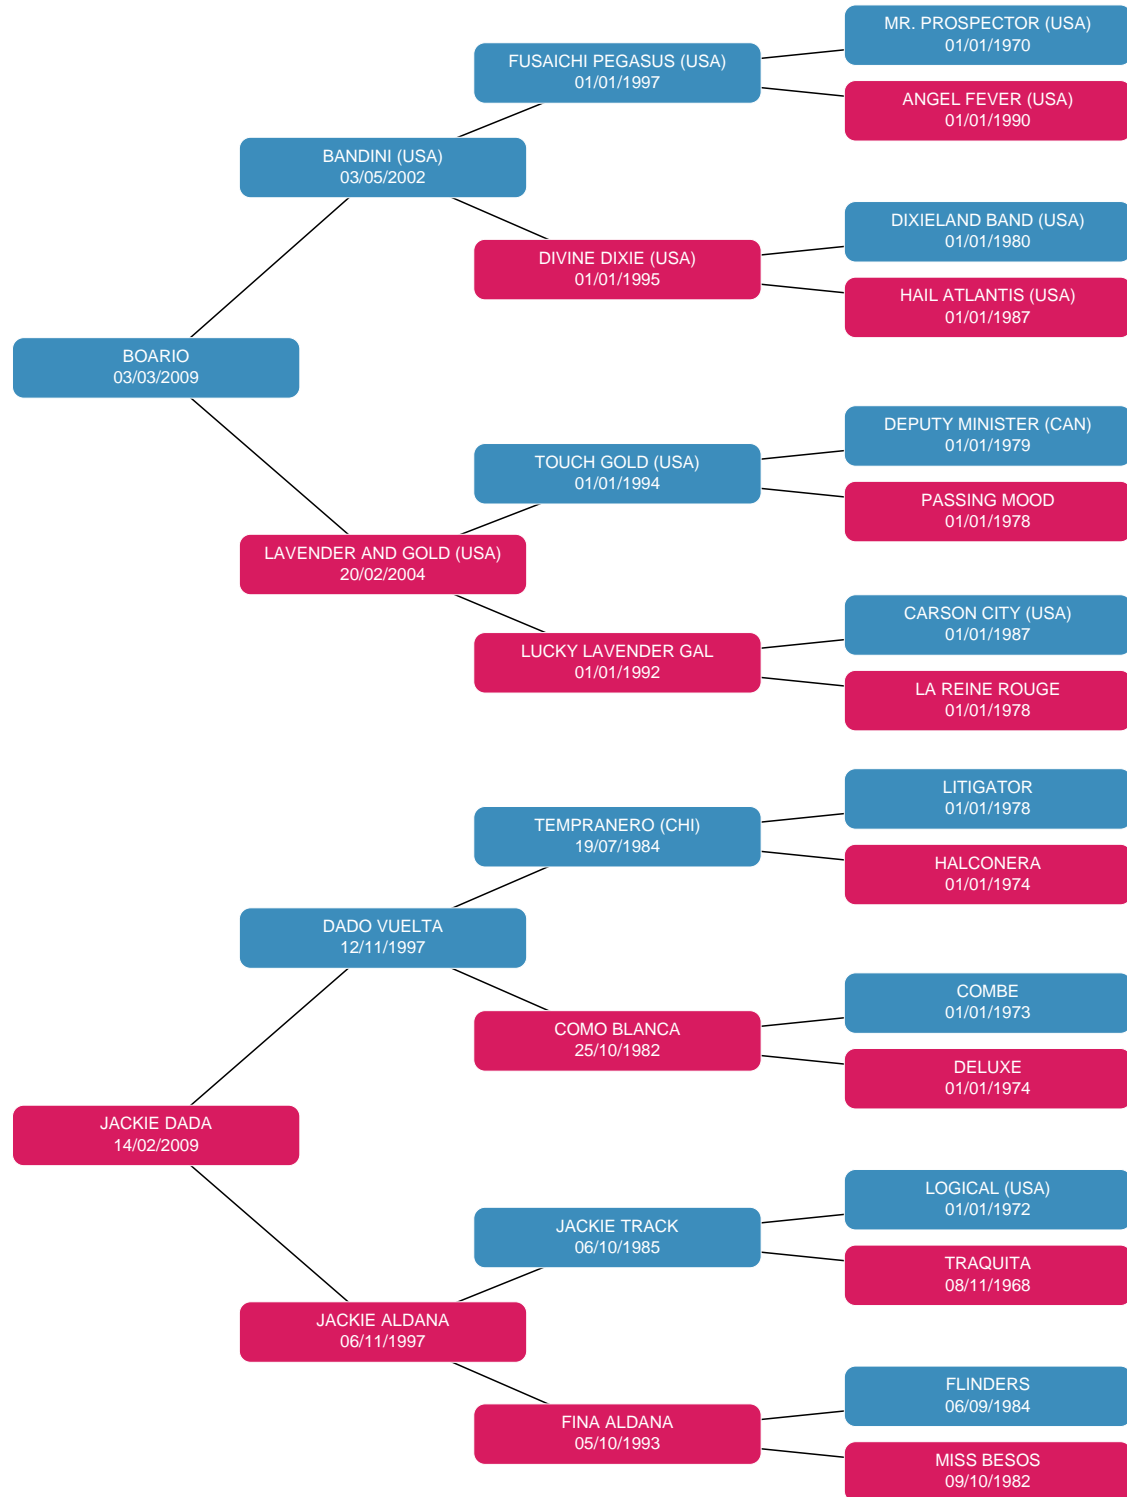 MR. PROSPECTOR (USA)
01/01/1970
FUSAICHI PEGASUS (USA)
01/01/1997
ANGEL FEVER (USA)
01/01/1990
BANDINI (USA)
03/05/2002
DIXIELAND BAND (USA)
01/01/1980
DIVINE DIXIE (USA)
01/01/1995
HAIL ATLANTIS (USA)
01/01/1987
BOARIO
03/03/2009
DEPUTY MINISTER (CAN)
01/01/1979
TOUCH GOLD (USA)
01/01/1994
PASSING MOOD
01/01/1978
LAVENDER AND GOLD (USA)
20/02/2004
CARSON CITY (USA)
01/01/1987
LUCKY LAVENDER GAL
01/01/1992
LA REINE ROUGE
01/01/1978
LITIGATOR
01/01/1978
TEMPRANERO (CHI)
19/07/1984
HALCONERA
01/01/1974
DADO VUELTA
12/11/1997
COMBE
01/01/1973
COMO BLANCA
25/10/1982
DELUXE
01/01/1974
JACKIE DADA
14/02/2009
LOGICAL (USA)
01/01/1972
JACKIE TRACK
06/10/1985
TRAQUITA
08/11/1968
JACKIE ALDANA
06/11/1997
FLINDERS
06/09/1984
FINA ALDANA
05/10/1993
MISS BESOS
09/10/1982